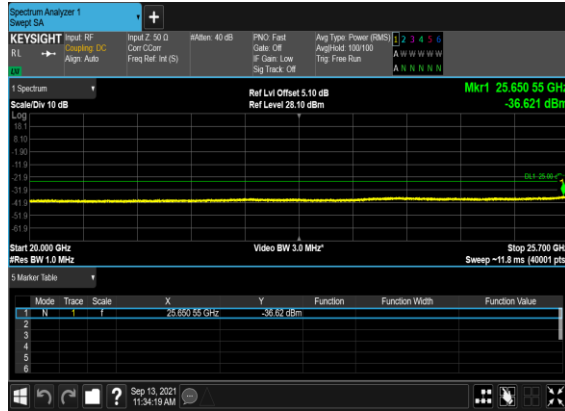 Spectrum Analyzer 1
Swept SA
+
KEYSIGHT Input: RF Input Z: 50 Ω #Atten: 40 dB PNO: Fast Avg Type: Power (RMS) 1 2 3 4 5 6
RL Coupling: DC Corr CCorr Gate: Off Avg|Hold: 100/100 A W W W W W
Align: Auto Freq Ref: Int (S) IF Gain: Low Trig: Free Run
Sig Track: Off A N N N N N
1 Spectrum Ref Lvl Offset 5.10 dB Mkr1 25.650 55 GHz
Scale/Div 10 dB Ref Level 28.10 dBm -36.621 dBm
Log
18.1
8.10
-1.90
-11.9
-21.9 DL1 -25.00
-31.9
-41.9
-51.9
-61.9
Start 20.000 GHz Video BW 3.0 MHz* Stop 25.700 GHz
#Res BW 1.0 MHz Sweep ~11.8 ms (40001 pts)
5 Marker Table
Mode Trace Scale X Y Function Function Width Function Value
1 N 1 f 25.650 55 GHz -36.62 dBm
2
3
4
5
6
? Sep 13, 2021
11:34:19 AM